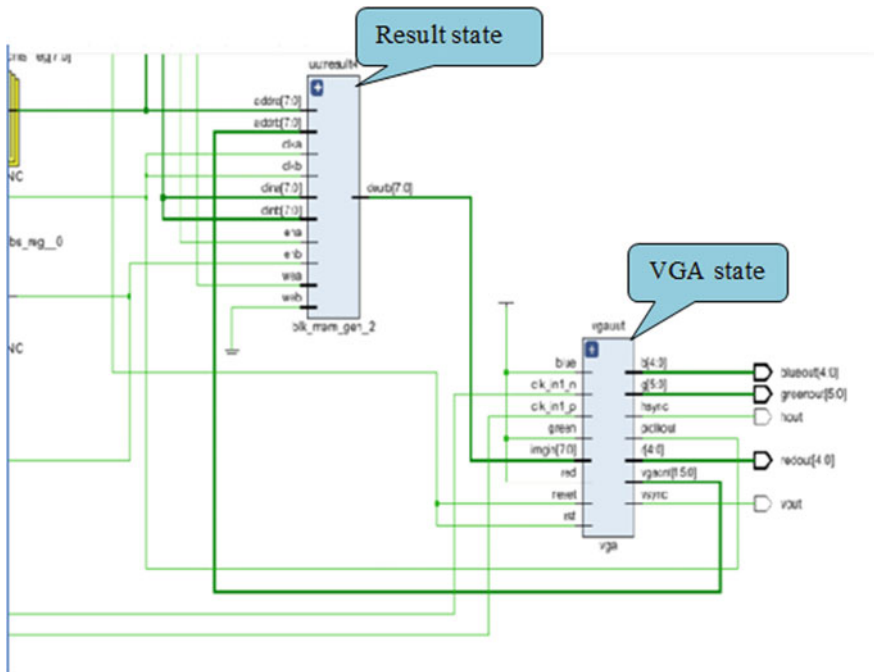 Result state
addra[7:0]
addrb[7:0]
clka
clkb
dina[7:0]
dinb[7:0]
ena
enb
wea
web
doutb[7:0]
blk_mem_gen_2
NC
bs_reg__0
NC
VGA state
blue
clk_in1_n
clk_in1_p
green
imgin[7:0]
red
reset
rst
b[4:0]
g[5:0]
hsync
r[4:0]
vgacnt[15:0]
vsync
vga
blueout[4:0]
greenout[5:0]
hout
redout[4:0]
vout